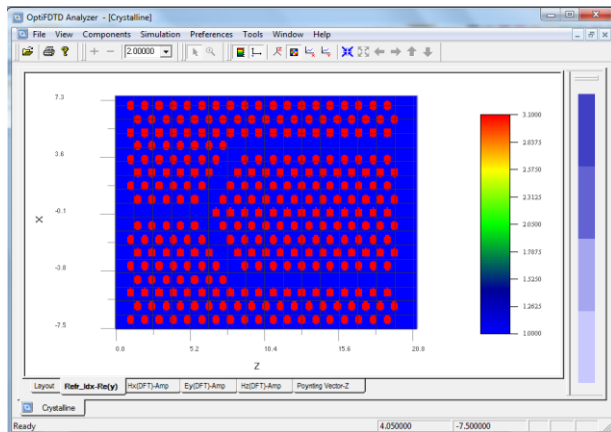 OptiFDTD Analyzer - [Crystalline]
File View Components Simulation Preferences Tools Window Help
2.00000
7.3
3.6
-0.1
-3.8
-7.5
X
0.0 5.2 10.4 15.6 20.8
Z
3.1000
2.8375
2.5750
2.3125
2.0500
1.7875
1.5250
1.2625
1.0000
Layout Refr_Idx-Re(y) Hx(DFT)-Amp Ey(DFT)-Amp Hz(DFT)-Amp Poynting Vector-Z
Crystalline
Ready 4.050000 -7.500000